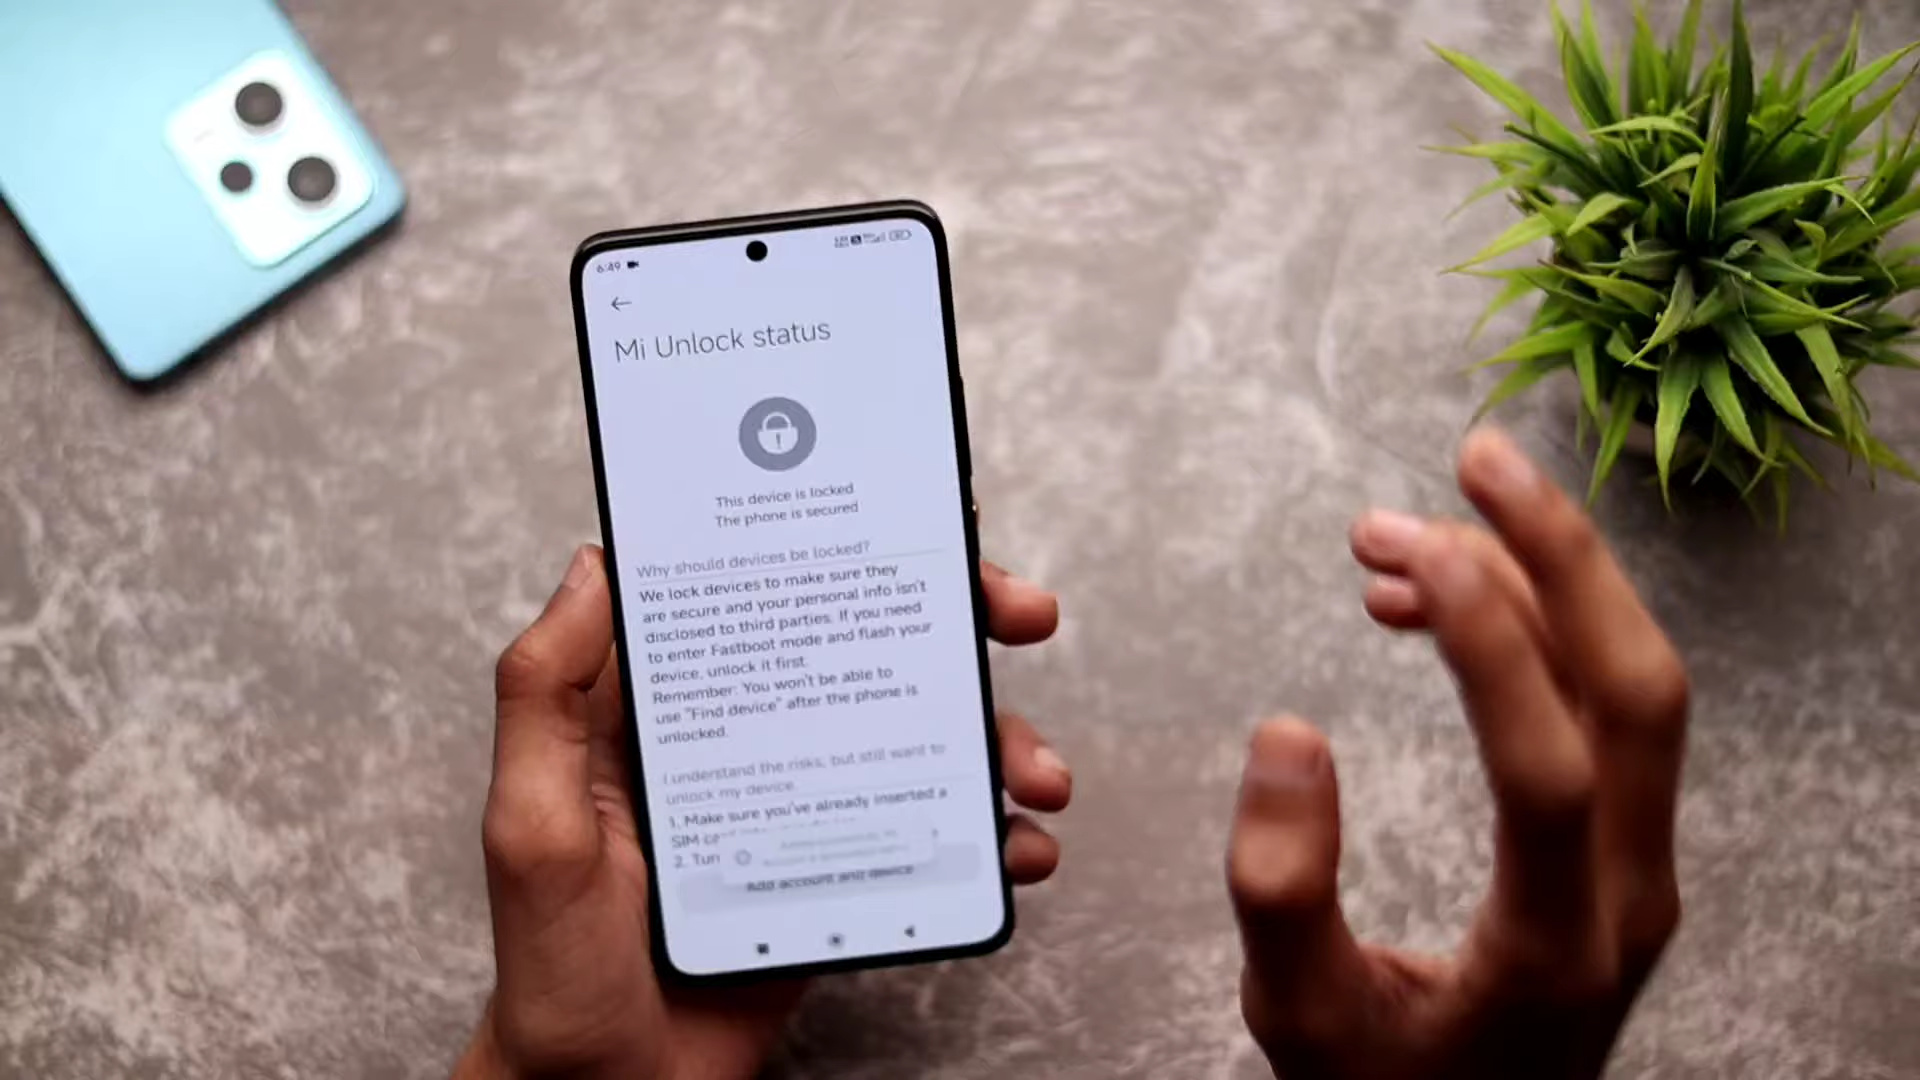 6:49
Mi Unlock status
This device is locked
The phone is secured
Why should devices be locked?
We lock devices to make sure they
are secure and your personal info isn't
disclosed to third parties. If you need
to enter Fastboot mode and flash your
device, unlock it first.
Remember: You won't be able to
use "Find device" after the phone is
unlocked.
I understand the risks, but still want to
unlock my device.
1. Make sure you've already inserted a
SIM
2. Turn
Add account and device